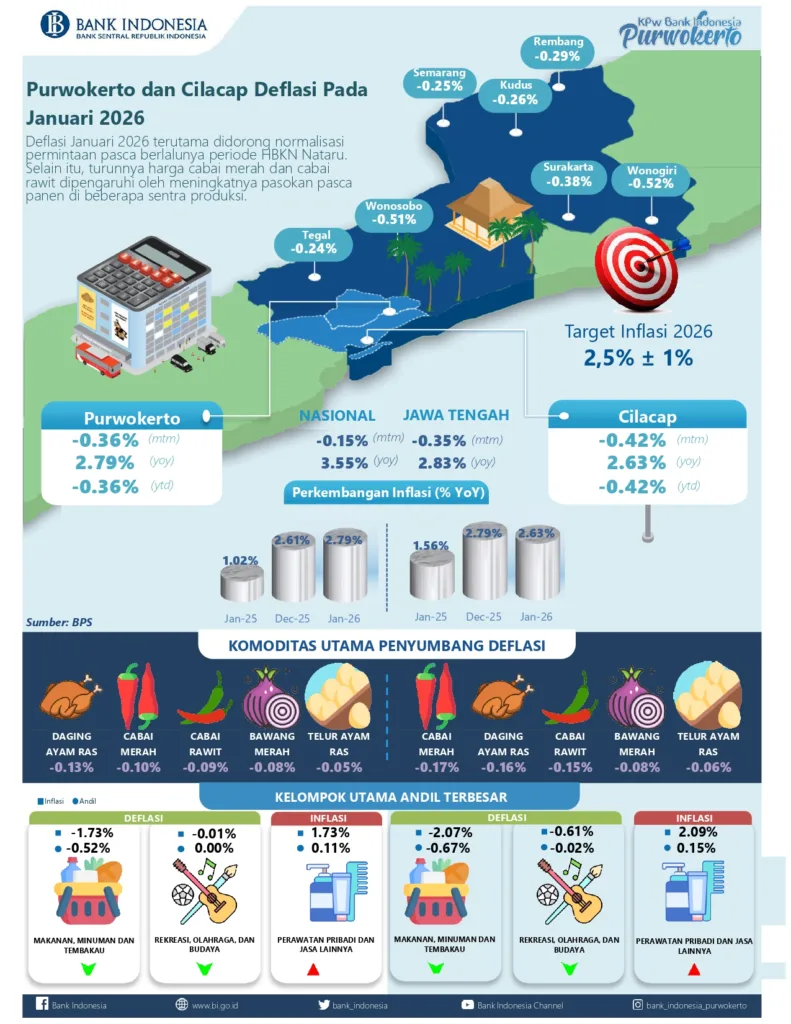 BANK INDONESIA
BANK SENTRAL REPUBLIK INDONESIA
KPw Bank Indonesia
Purwokerto
Purwokerto dan Cilacap Deflasi Pada
Januari 2026
Deflasi Januari 2026 terutama didorong normalisasi
permintaan pasca berlalunya periode HBKN Nataru.
Selain itu, turunnya harga cabai merah dan cabai
rawit dipengaruhi oleh meningkatnya pasokan pasca
panen di beberapa sentra produksi.
Rembang
-0.29%
Semarang
-0.25%
Kudus
-0.26%
Surakarta
-0.38%
Wonogiri
-0.52%
Wonosobo
-0.51%
Tegal
-0.24%
Target Inflasi 2026
2,5% ± 1%
Purwokerto
-0.36% (mtm)
2.79% (yoy)
-0.36% (ytd)
NASIONAL
-0.15% (mtm)
3.55% (yoy)
JAWA TENGAH
-0.35% (mtm)
2.83% (yoy)
Cilacap
-0.42% (mtm)
2.63% (yoy)
-0.42% (ytd)
Perkembangan Inflasi (% YoY)
1.02% 2.61% 2.79%
Jan-25 Dec-25 Jan-26
1.56% 2.79% 2.63%
Jan-25 Dec-25 Jan-26
Sumber: BPS
KOMODITAS UTAMA PENYUMBANG DEFLASI
DAGING
AYAM RAS
-0.13%
CABAI
MERAH
-0.10%
CABAI
RAWIT
-0.09%
BAWANG
MERAH
-0.08%
TELUR AYAM
RAS
-0.05%
CABAI
MERAH
-0.17%
DAGING
AYAM RAS
-0.16%
CABAI
RAWIT
-0.15%
BAWANG
MERAH
-0.08%
TELUR AYAM
RAS
-0.06%
KELOMPOK UTAMA ANDIL TERBESAR
Inflasi Andil
DEFLASI
-1.73%
-0.52%
MAKANAN, MINUMAN DAN
TEMBAKAU
-0.01%
0.00%
REKREASI, OLAHRAGA, DAN
BUDAYA
INFLASI
1.73%
0.11%
PERAWATAN PRIBADI DAN
JASA LAINNYA
DEFLASI
-2.07%
-0.67%
MAKANAN, MINUMAN DAN
TEMBAKAU
-0.61%
-0.02%
REKREASI, OLAHRAGA, DAN
BUDAYA
INFLASI
2.09%
0.15%
PERAWATAN PRIBADI DAN JASA
LAINNYA
Bank Indonesia
www.bi.go.id
bank_indonesia
Bank Indonesia Channel
bank_indonesia_purwokerto